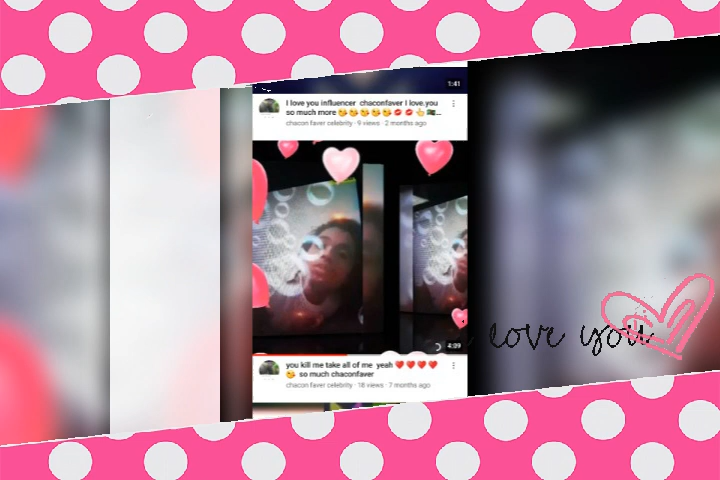 1:41
I love you influencer chaconfaver I love.you
so much more 😘😘😘😘😘💋💋👆
chacon faver celebrity · 9 views · 2 months ago
love you
4:09
you kill me take all of me yeah ❤❤❤❤
😘 so much chaconfaver
chacon faver celebrity · 18 views · 7 months ago